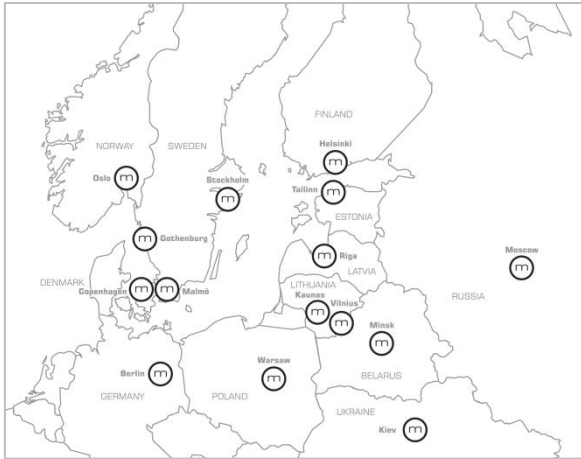 FINLAND
Helsinki
m
NORWAY
SWEDEN
Oslo
m
Stockholm
m
Tallinn
m
ESTONIA
m
Gothenburg
m
Riga
LATVIA
Moscow
m
DENMARK
Copenhagen
m
m
Malmö
LITHUANIA
Kaunas
m
Vilnius
m
RUSSIA
Minsk
m
Berlin
m
Warsaw
m
BELARUS
GERMANY
POLAND
UKRAINE
Kiev
m